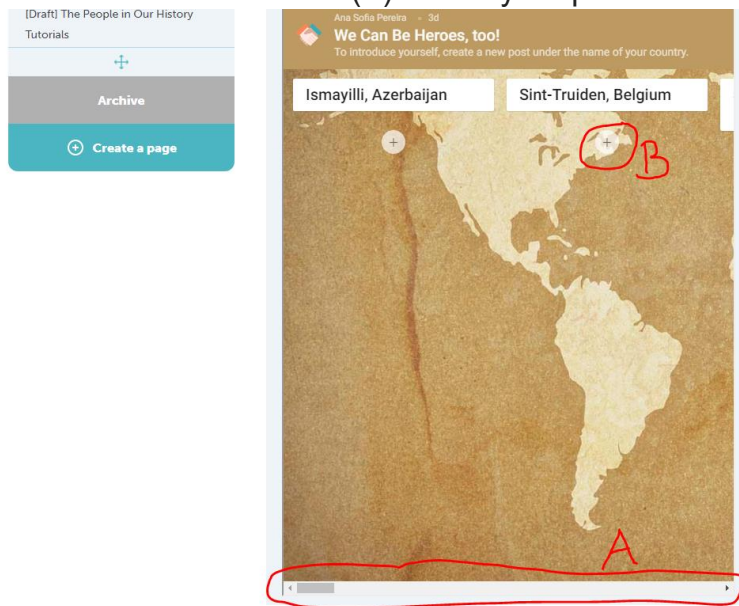 [Draft] The People in Our History
Tutorials
Archive
Create a page
Ana Sofia Pereira • 3d
We Can Be Heroes, too!
To introduce yourself, create a new post under the name of your country.
Ismayilli, Azerbaijan
Sint-Truiden, Belgium
B
A